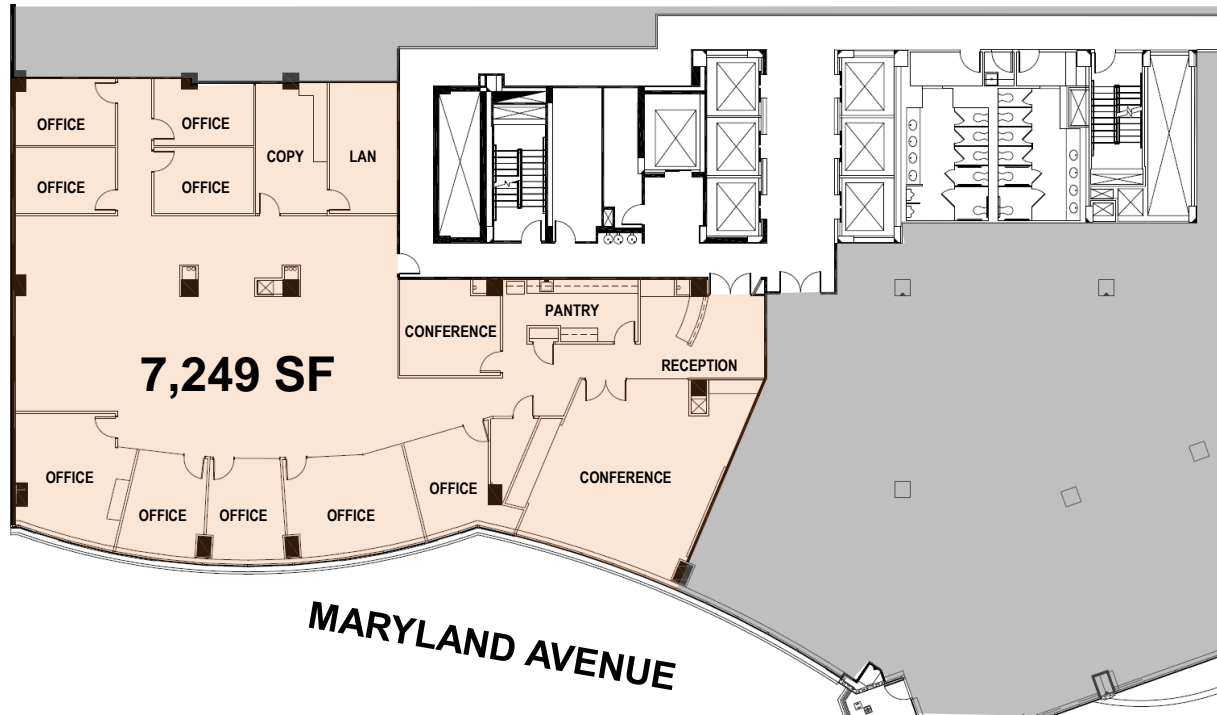 OFFICE
OFFICE
COPY
LAN
OFFICE
OFFICE
PANTRY
CONFERENCE
RECEPTION
7,249 SF
OFFICE
CONFERENCE
OFFICE
OFFICE
OFFICE
OFFICE
MARYLAND AVENUE